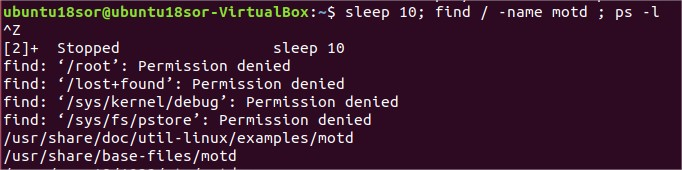 ubuntu18sor@ubuntu18sor-VirtualBox:~$ sleep 10; find / -name motd ; ps -l
^Z
[2]+  Stopped                 sleep 10
find: ‘/root’: Permission denied
find: ‘/lost+found’: Permission denied
find: ‘/sys/kernel/debug’: Permission denied
find: ‘/sys/fs/pstore’: Permission denied
/usr/share/doc/util-linux/examples/motd
/usr/share/base-files/motd